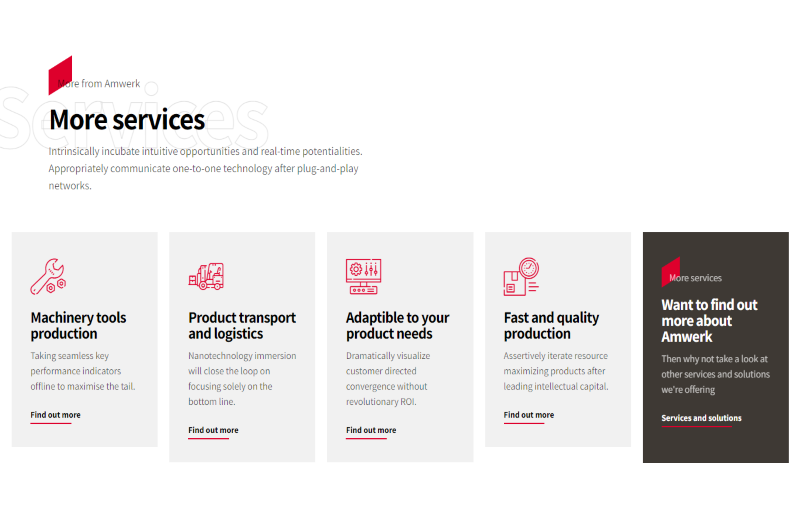 More from Amwerk
Services
More services
Intrinsically incubate intuitive opportunities and real-time potentialities.
Appropriately communicate one-to-one technology after plug-and-play
networks.
Machinery tools
production
Taking seamless key
performance indicators
offline to maximise the tail.
Find out more
Product transport
and logistics
Nanotechnology immersion
will close the loop on
focusing solely on the
bottom line.
Find out more
Adaptible to your
product needs
Dramatically visualize
customer directed
convergence without
revolutionary ROI.
Find out more
Fast and quality
production
Assertively iterate resource
maximizing products after
leading intellectual capital.
Find out more
More services
Want to find out
more about
Amwerk
Then why not take a look at
other services and solutions
we're offering
Services and solutions